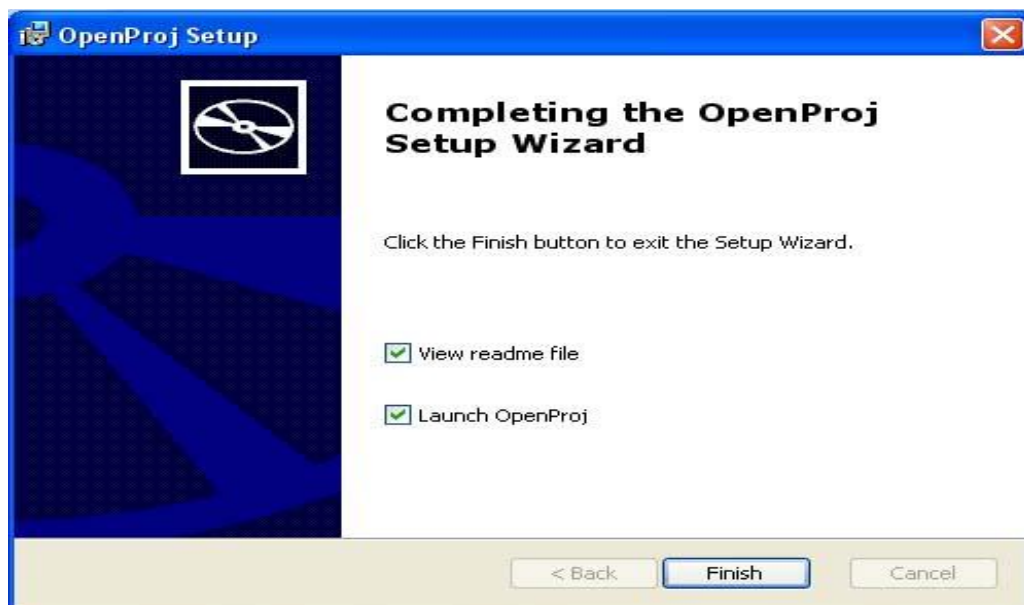 OpenProj Setup
Completing the OpenProj
Setup Wizard
Click the Finish button to exit the Setup Wizard.
View readme file
Launch OpenProj
< Back Finish Cancel